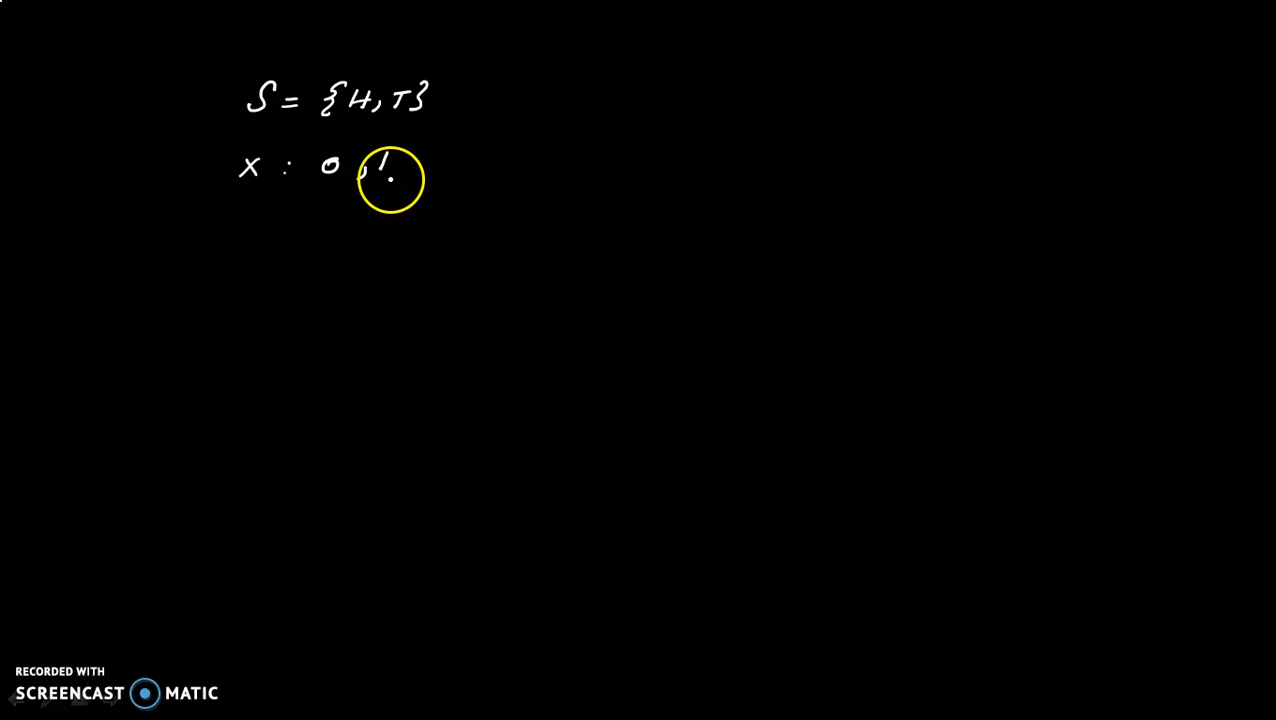 S = {H, T}
X : 0, 1
RECORDED WITH
SCREENCAST MATIC